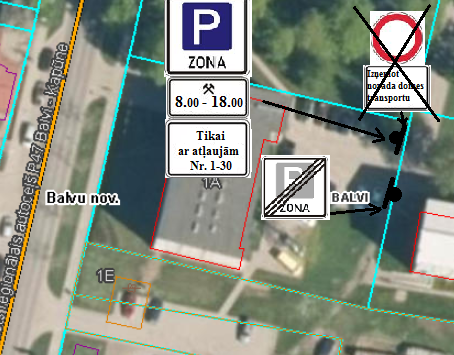 P
ZONA
8.00 - 18.00
Tikai
ar atļaujām
Nr. 1-30
Izņemot
novada domes
transportu
P
ZONA
BALVI
Balvu nov.
1A
1E
reģionālais autoceļš P47 Balvi - Kapūne